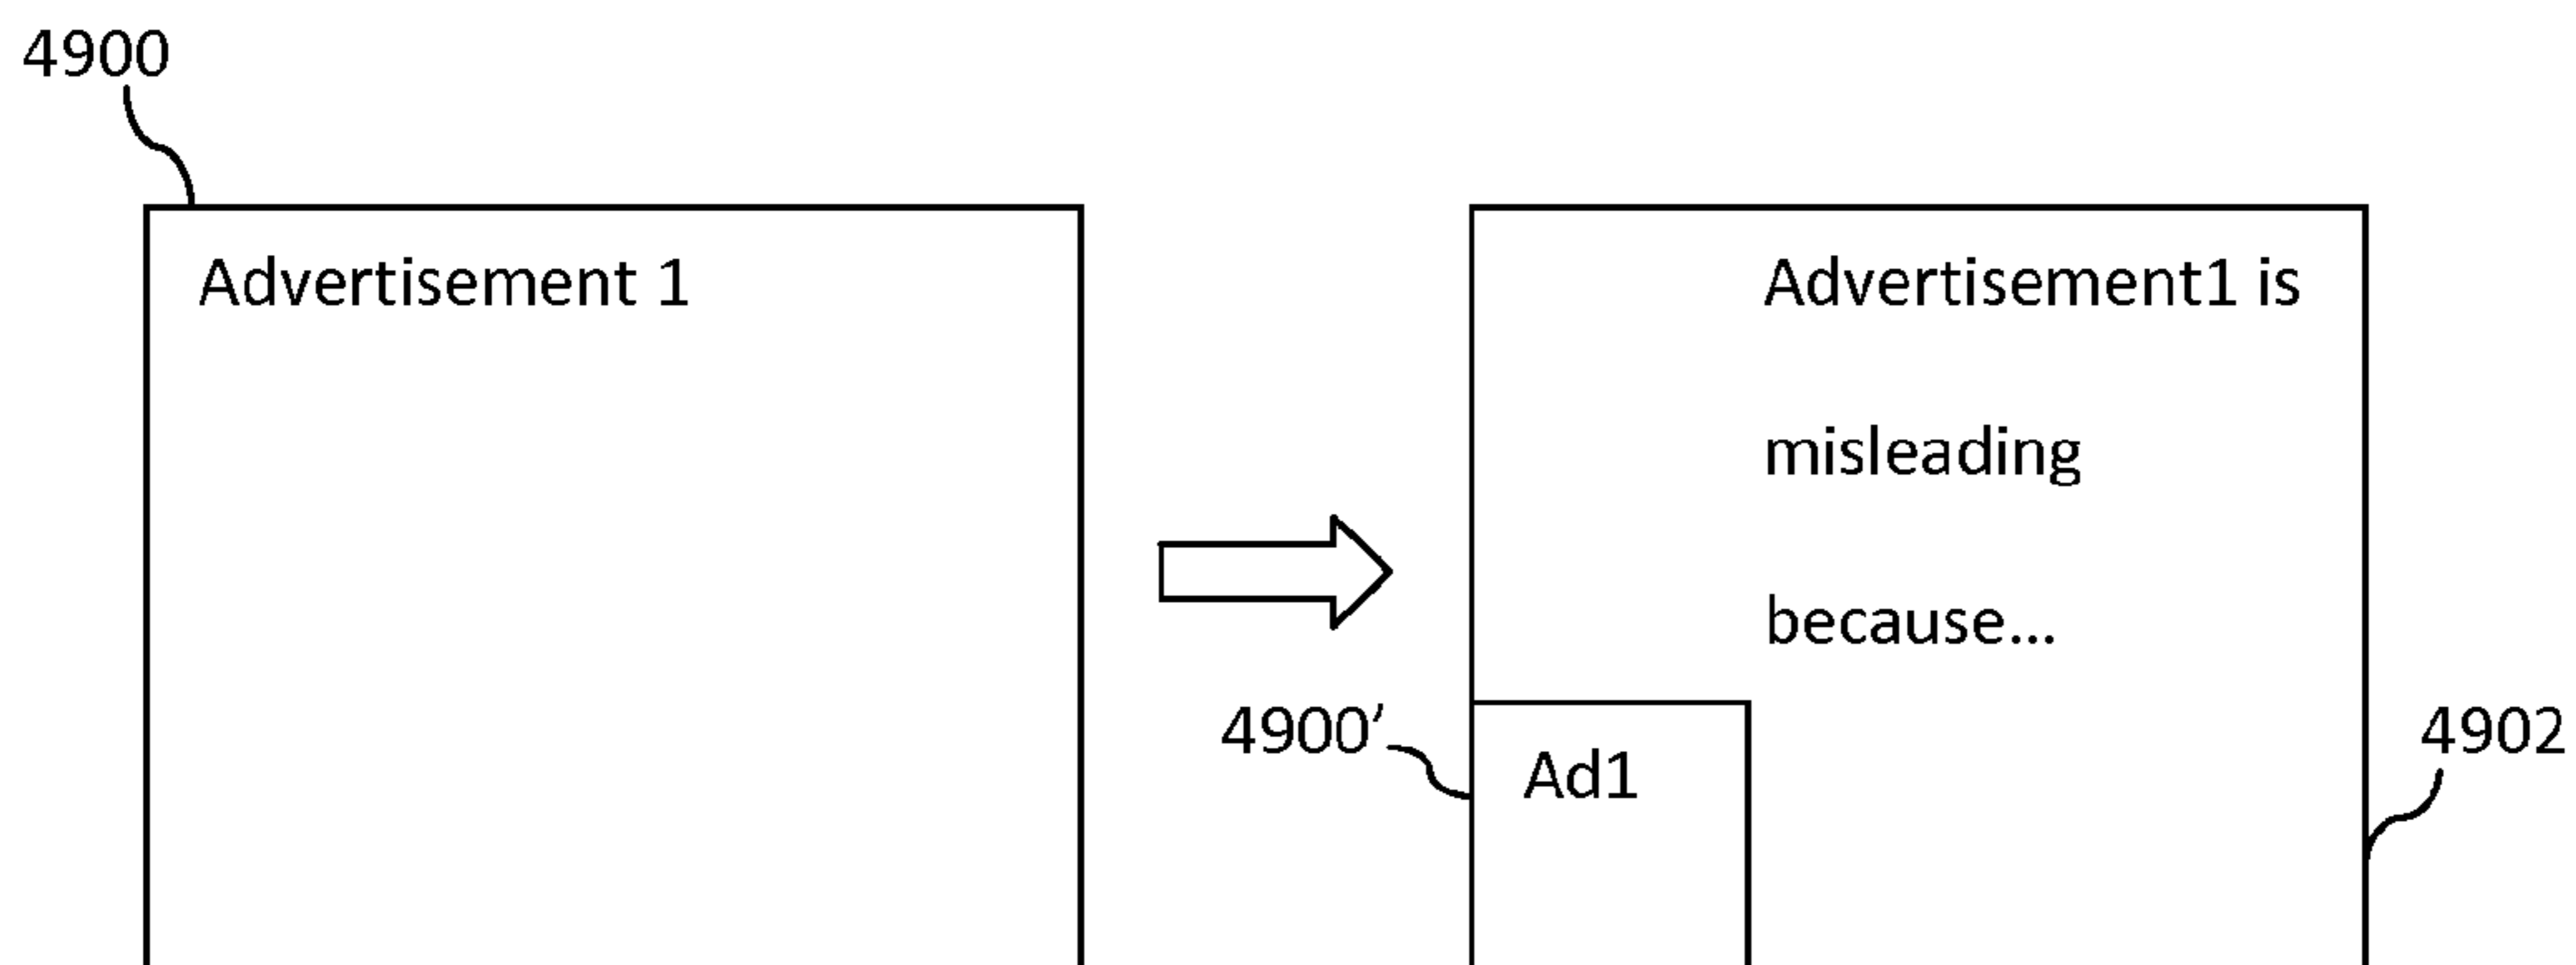 4900
Advertisement 1
Advertisement1 is
misleading
because...
4900’
Ad1
4902